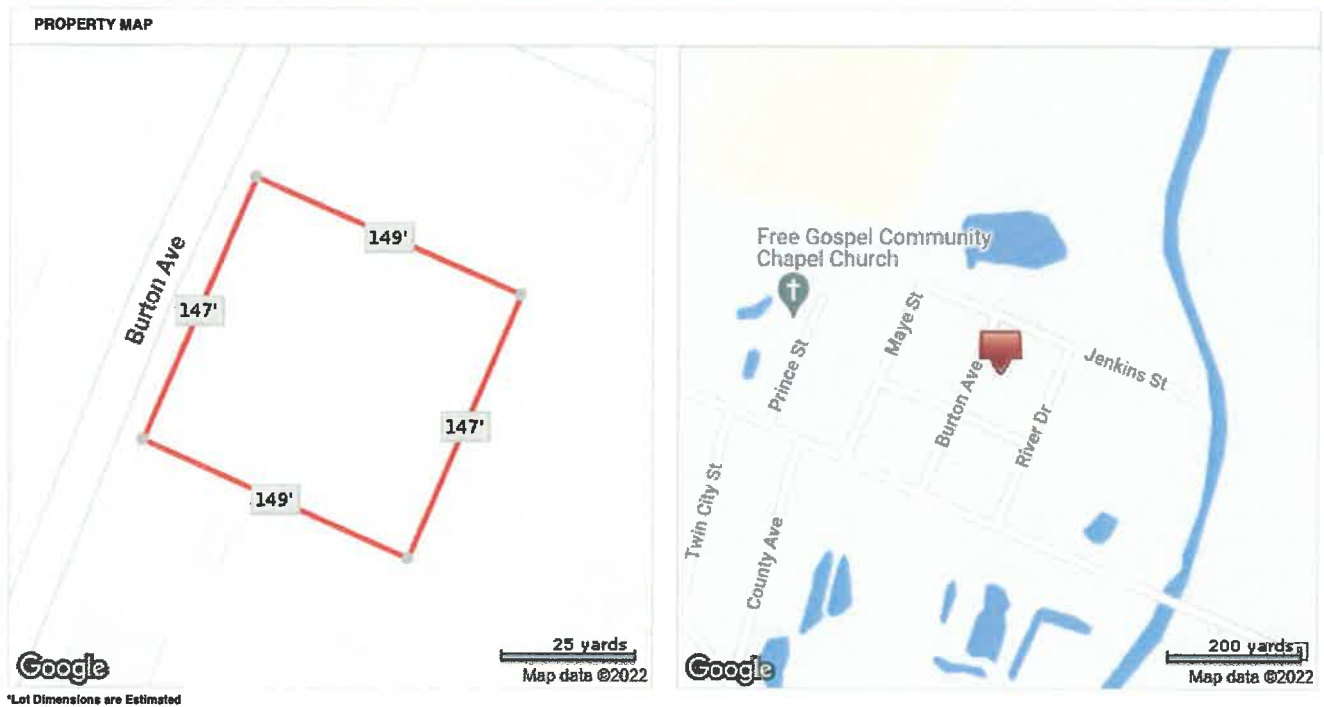 PROPERTY MAP
149'
Burton Ave
147'
147'
149'
25 yards
Google
Map data ©2022
Free Gospel Community
Chapel Church
Maye St
Jenkins St
Prince St
Burton Ave
River Dr
Twin City St
County Ave
200 yards
Google
Map data ©2022
*Lot Dimensions are Estimated